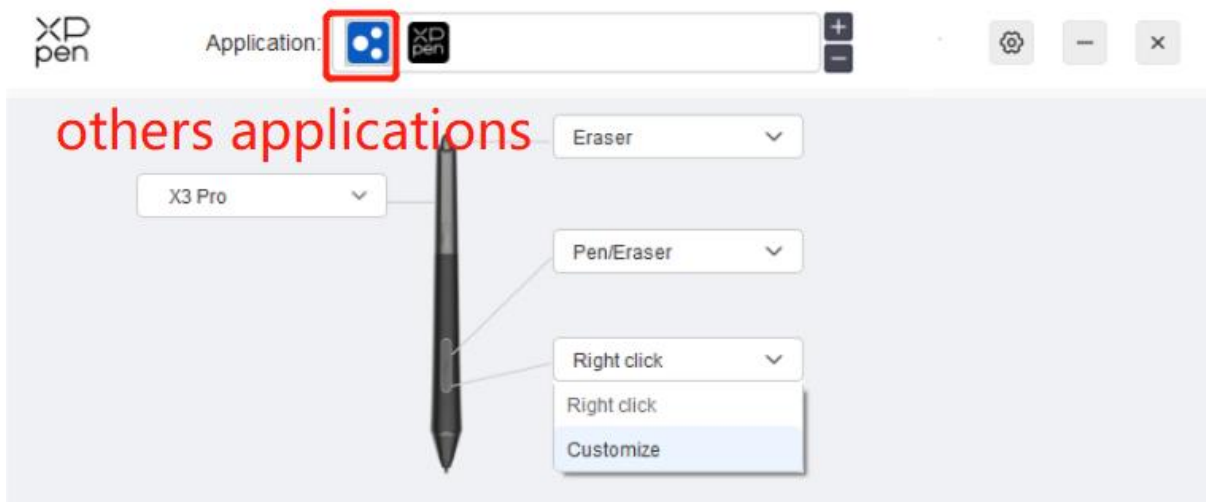 XP
pen
Application:
XP
pen
+
−
others applications
Eraser
X3 Pro
Pen/Eraser
Right click
Right click
Customize